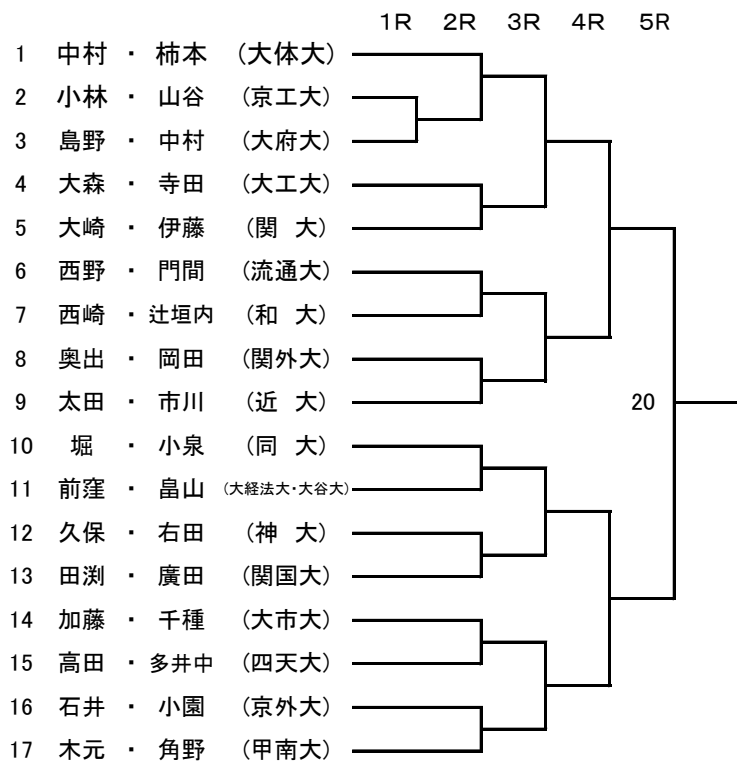 1R 2R 3R 4R 5R
1 中村 ・ 柿本 (大体大)
2 小林 ・ 山谷 (京工大)
3 島野 ・ 中村 (大府大)
4 大森 ・ 寺田 (大工大)
5 大崎 ・ 伊藤 (関 大)
6 西野 ・ 門間 (流通大)
7 西崎 ・ 辻垣内 (和 大)
8 奥出 ・ 岡田 (関外大)
9 太田 ・ 市川 (近 大) 20
10 堀 ・ 小泉 (同 大)
11 前窪 ・ 畠山 (大経法大・大谷大)
12 久保 ・ 右田 (神 大)
13 田渕 ・ 廣田 (関国大)
14 加藤 ・ 千種 (大市大)
15 高田 ・ 多井中 (四天大)
16 石井 ・ 小園 (京外大)
17 木元 ・ 角野 (甲南大)